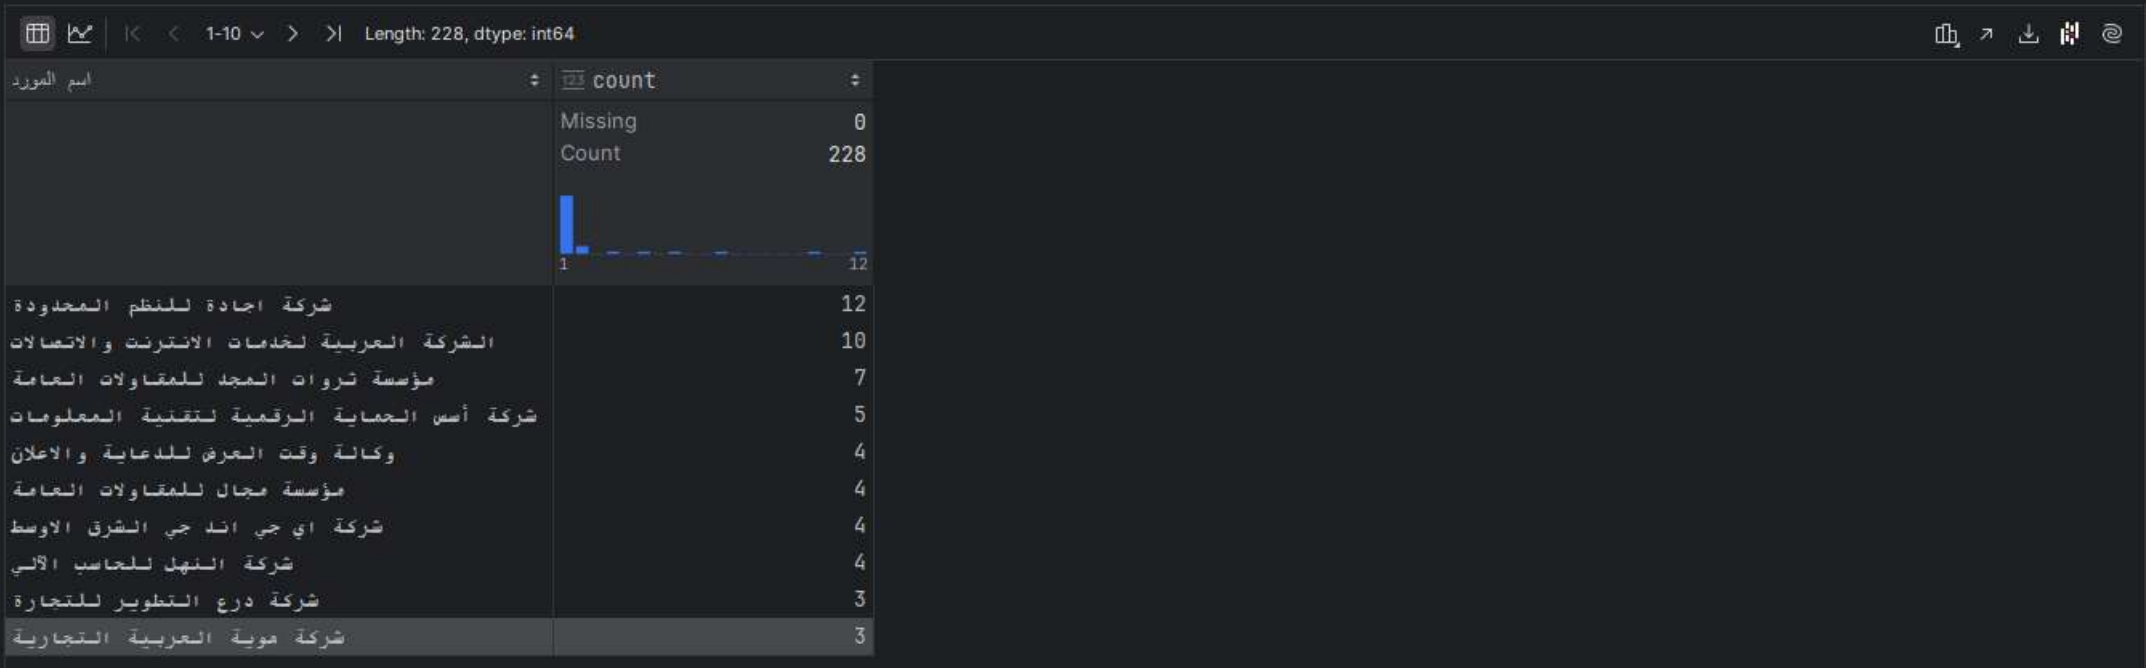 1-10 Length: 228, dtype: int64
اسم المورد count
Missing 0
Count 228
1 12
شركة اجادة للنظم المحدودة 12
الشركة العربية لخدمات الانترنت والاتصالات 10
مؤسسة ثروات المجد للمقاولات العامة 7
شركة أسس الحماية الرقمية لتقنية المعلومات 5
وكالة وقت العرض للدعاية والاعلان 4
مؤسسة مجال للمقاولات العامة 4
شركة اي جي اند جي الشرق الاوسط 4
شركة النهل للحاسب الآلي 4
شركة درع التطوير للتجارة 3
شركة هوية العربية التجارية 3